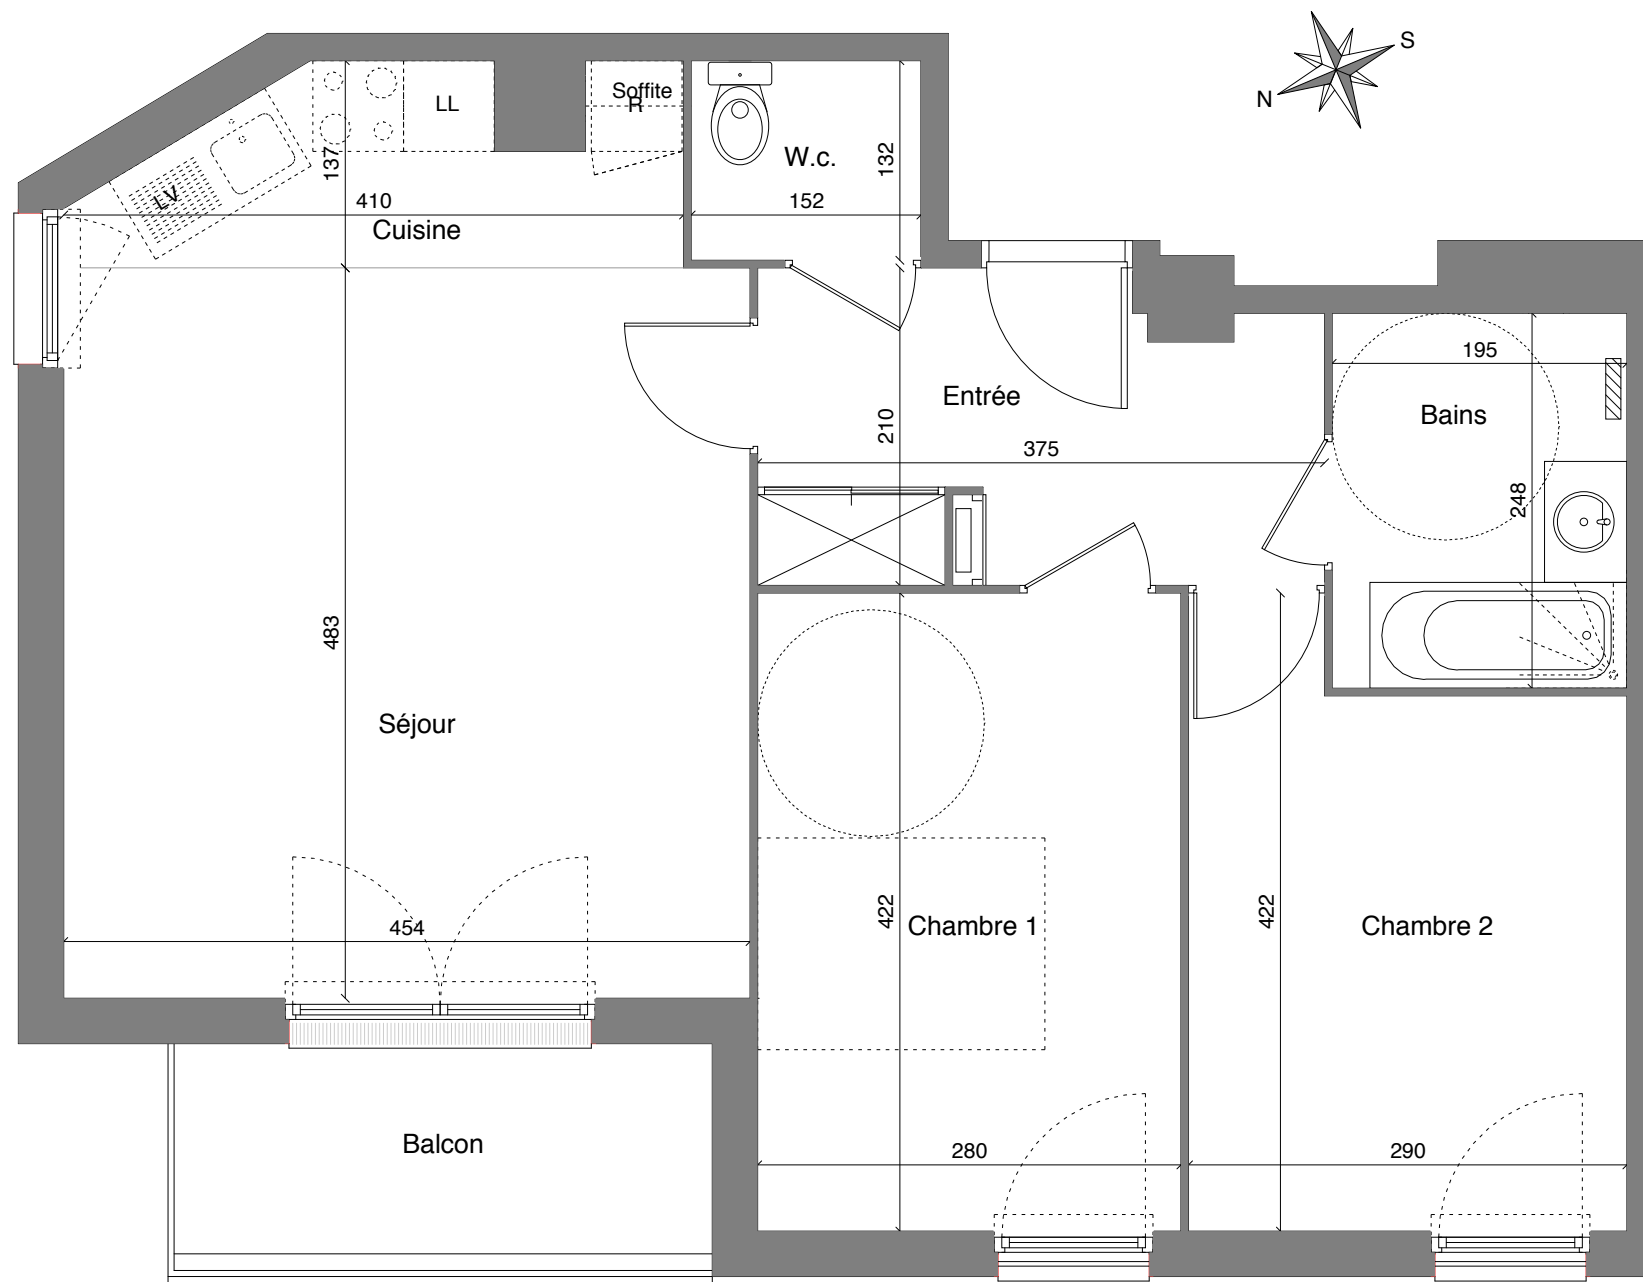 S
N
LL
Soffite
R
LV
137
410
Cuisine
W.c.
132
152
Entrée
210
375
195
Bains
248
483
Séjour
454
422
Chambre 1
422
Chambre 2
280
290
Balcon